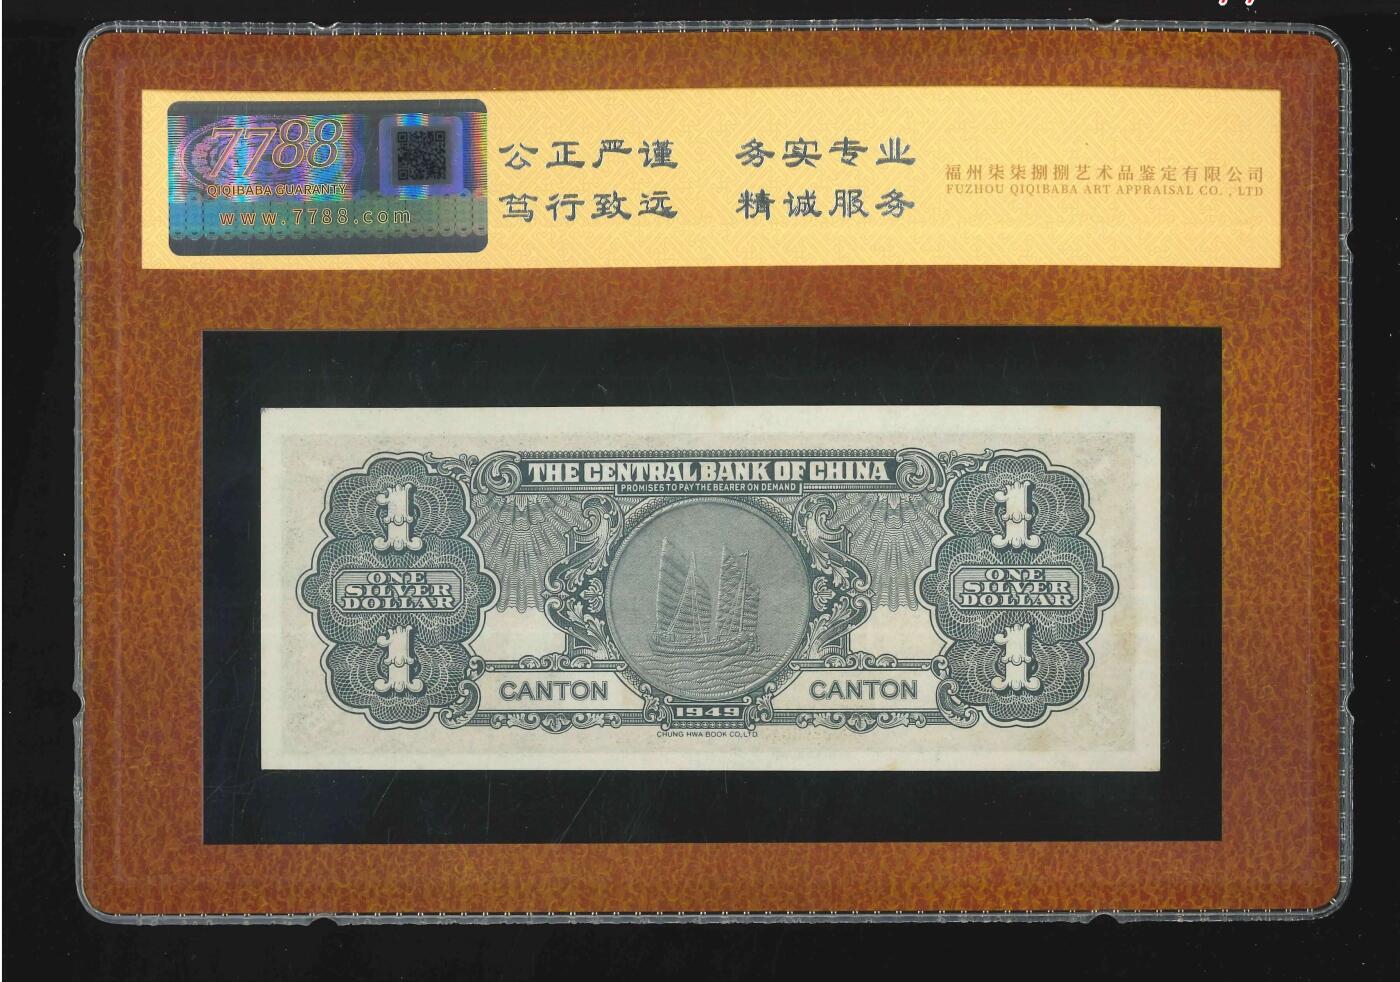 7788
QIQIBABA GUARANTY
www.7788.com
公正严谨 务实专业
笃行致远 精诚服务
福州柒柒捌捌艺术品鉴定有限公司
FUZHOU QIQIBABA ART APPRAISAL CO., LTD
THE CENTRAL BANK OF CHINA
PROMISES TO PAY THE BEARER ON DEMAND
1
1
ONE
SILVER
DOLLAR
ONE
SILVER
DOLLAR
1
1
CANTON
CANTON
1949
CHUNG HWA BOOK CO., LTD.